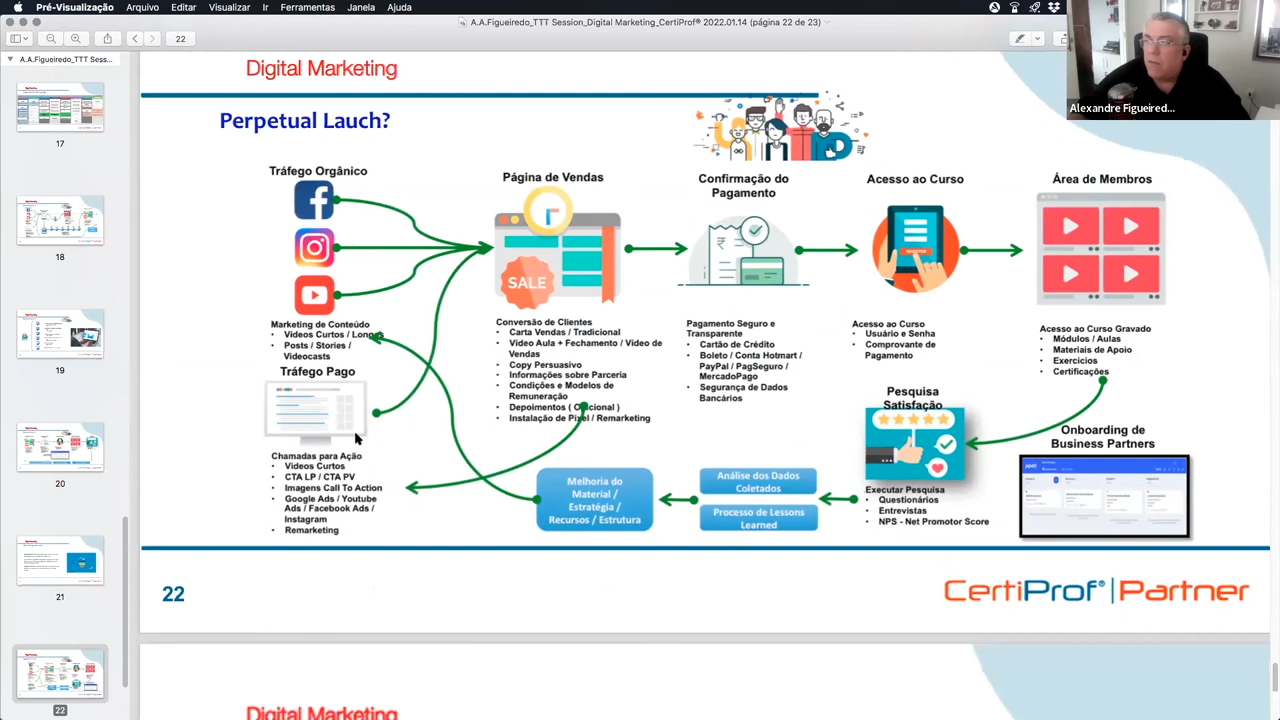 Pré-Visualização Arquivo Editar Visualizar Ir Ferramentas Janela Ajuda
A.A.Figueiredo_TTT Session_Digital Marketing_CertiProf® 2022.01.14 (página 22 de 23)
22
A.A.Figueiredo_TTT Sess...
17
18
19
20
21
22
Alexandre Figueired...
Digital Marketing
Perpetual Lauch?
Tráfego Orgânico
Marketing de Conteúdo
• Videos Curtos / Longos
• Posts / Stories /
Videocasts
Tráfego Pago
Chamadas para Ação
• Videos Curtos
• CTA LP / CTA PV
• Imagens Call To Action
• Google Ads / Youtube
Ads / Facebook Ads /
Instagram
• Remarketing
Página de Vendas
SALE
Conversão de Clientes
• Carta Vendas / Tradicional
• Vídeo Aula + Fechamento / Video de
Vendas
• Copy Persuasivo
• Informações sobre Parceria
• Condições e Modelos de
Remuneração
• Depoimentos ( Opcional )
• Instalação de Pixel / Remarketing
Confirmação do
Pagamento
Pagamento Seguro e
Transparente
• Cartão de Crédito
• Boleto / Conta Hotmart /
PayPal / PagSeguro /
MercadoPago
• Segurança de Dados
Bancários
Acesso ao Curso
Acesso ao Curso
• Usuário e Senha
• Comprovante de
Pagamento
Área de Membros
Acesso ao Curso Gravado
• Módulos / Aulas
• Materiais de Apoio
• Exercicios
• Certificações
Pesquisa
Satisfação
Executar Pesquisa
• Questionários
• Entrevistas
• NPS - Net Promotor Score
Onboarding de
Business Partners
Análise dos Dados
Coletados
Processo de Lessons
Learned
Melhoria do
Material /
Estratégia /
Recursos / Estrutura
22
CertiProf® | Partner
Digital Marketing